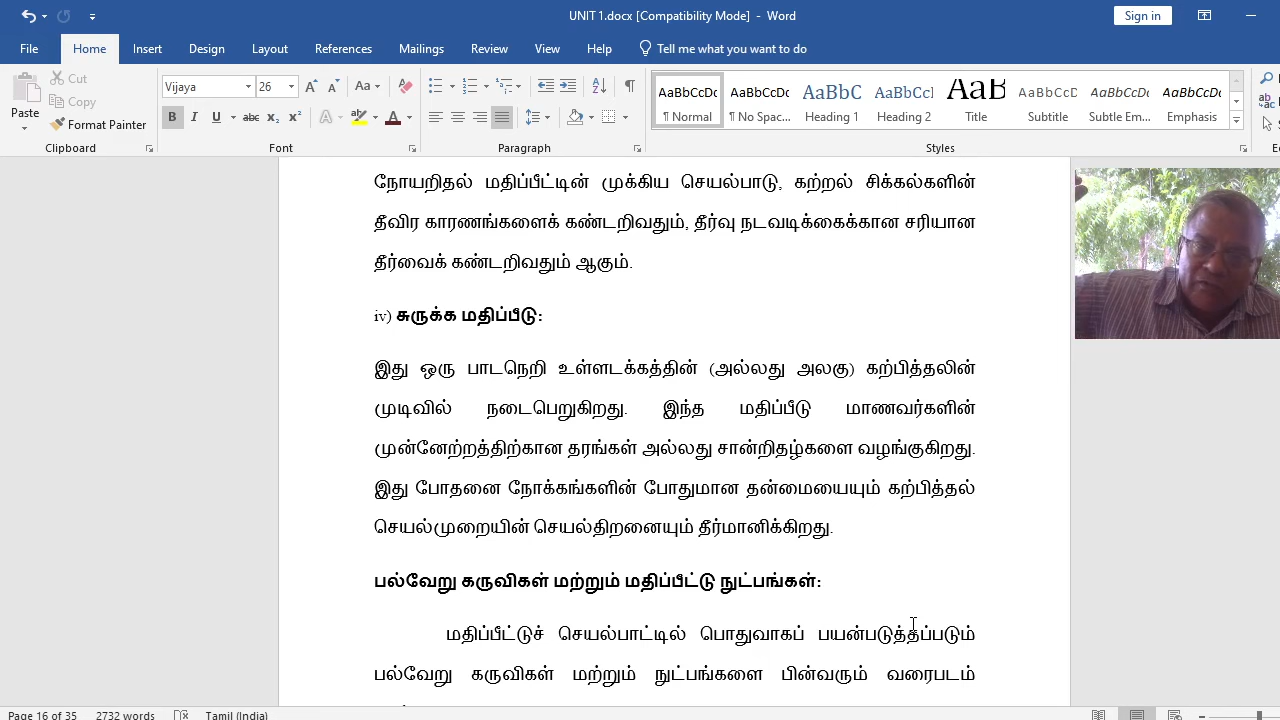 UNIT 1.docx [Compatibility Mode] - Word
Sign in
File Home Insert Design Layout References Mailings Review View Help Tell me what you want to do
Vijaya 26 Aa
Cut
Copy
Paste Format Painter
B I U abc x₂ x² A A
AaBbCcDc AaBbCcDc AaBbC AaBbCcI AaB AaBbCcD AaBbCcDı AaBbCcDı
¶ Normal ¶ No Spac... Heading 1 Heading 2 Title Subtitle Subtle Em... Emphasis
Clipboard Font Paragraph Styles
நோயறிதல் மதிப்பீட்டின் முக்கிய செயல்பாடு, கற்றல் சிக்கல்களின்
தீவிர காரணங்களைக் கண்டறிவதும், தீர்வு நடவடிக்கைக்கான சரியான
தீர்வைக் கண்டறிவதும் ஆகும்.
iv) சுருக்க மதிப்பீடு:
இது ஒரு பாடநெறி உள்ளடக்கத்தின் (அல்லது அலகு) கற்பித்தலின்
முடிவில் நடைபெறுகிறது. இந்த மதிப்பீடு மாணவர்களின்
முன்னேற்றத்திற்கான தரங்கள் அல்லது சான்றிதழ்களை வழங்குகிறது.
இது போதனை நோக்கங்களின் போதுமான தன்மையையும் கற்பித்தல்
செயல்முறையின் செயல்திறனையும் தீர்மானிக்கிறது.
பல்வேறு கருவிகள் மற்றும் மதிப்பீட்டு நுட்பங்கள்:
மதிப்பீட்டுச் செயல்பாட்டில் பொதுவாகப் பயன்படுத்தப்படும்
பல்வேறு கருவிகள் மற்றும் நுட்பங்களை பின்வரும் வரைபடம்
Page 16 of 35 2732 words Tamil (India)